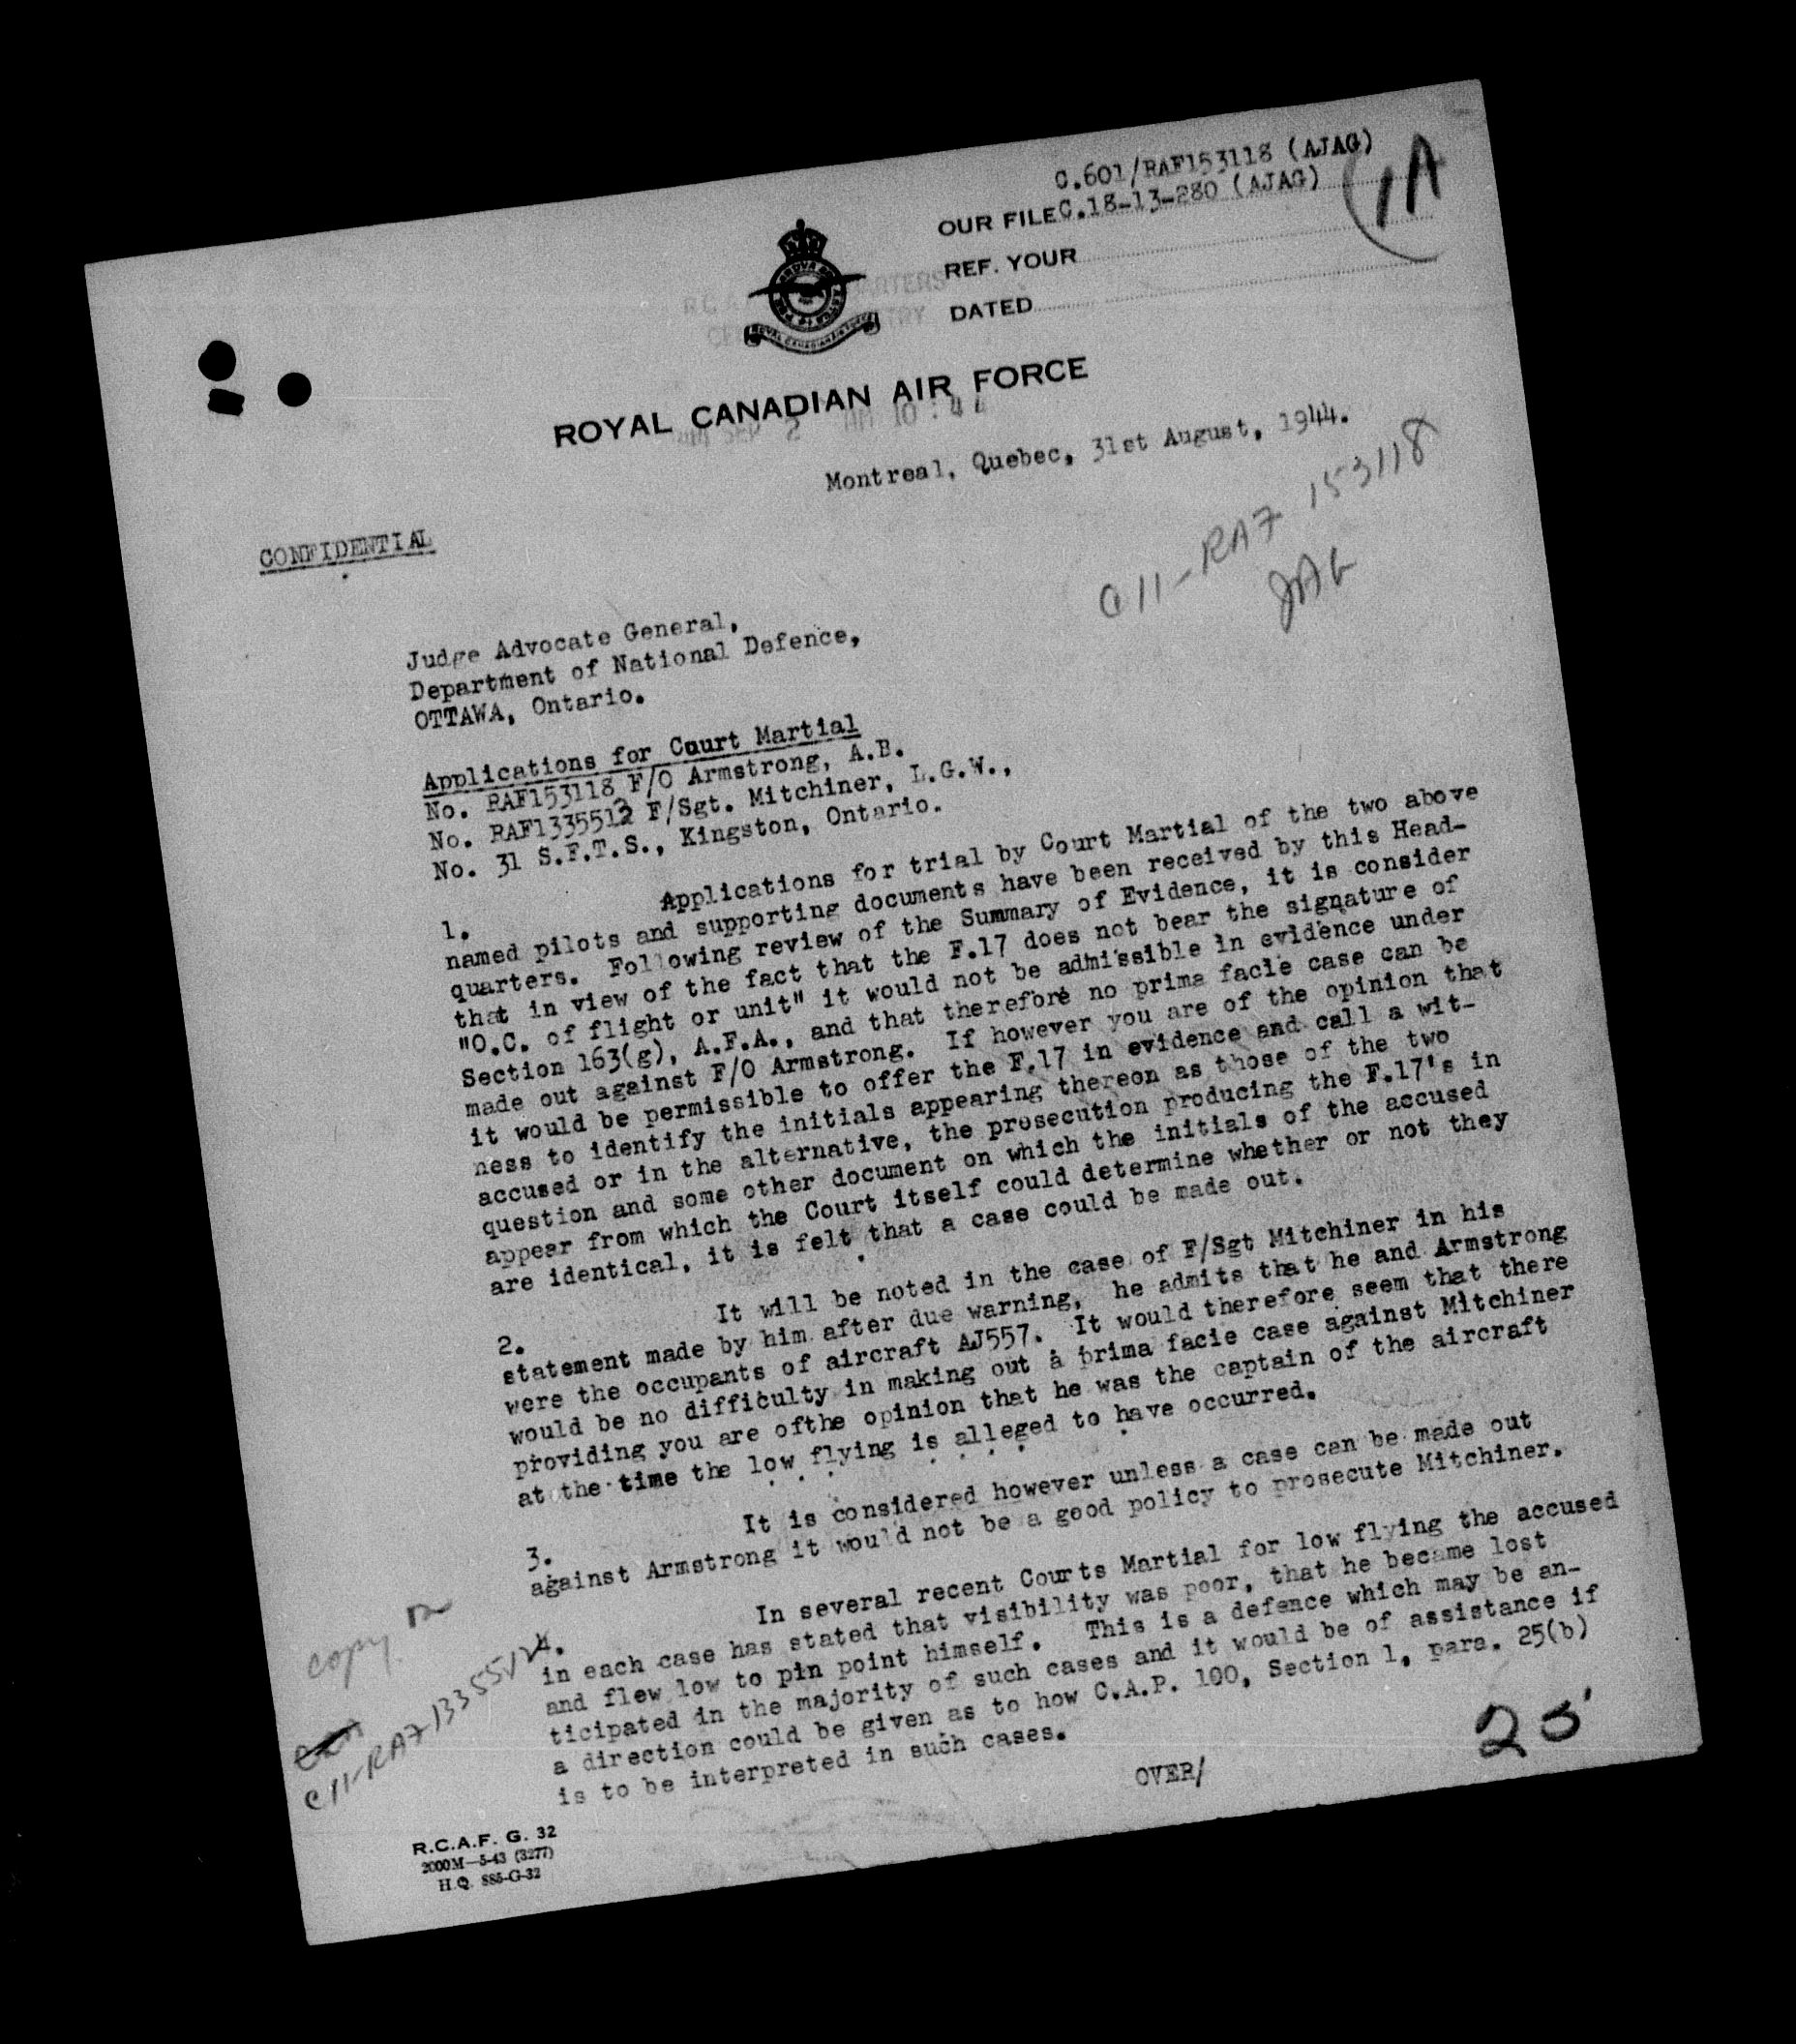 C.601/RAF153118 (AJAG)
OUR FILE C.18-13-280 (AJAG)
1A
REF. YOUR
DATED
ROYAL CANADIAN AIR FORCE
SEP 2 AM 10:44
Montreal, Quebec, 31st August, 1944.
C11-RAF 153118
JAG
CONFIDENTIAL
Judge Advocate General,
Department of National Defence,
OTTAWA, Ontario.
Applications for Court Martial
No. RAF153118 F/O Armstrong, A.B.
No. RAF1335512 F/Sgt. Mitchiner, L.G.W.,
No. 31 S.F.T.S., Kingston, Ontario.
1. Applications for trial by Court Martial of the two above
named pilots and supporting documents have been received by this Head-
quarters. Following review of the Summary of Evidence, it is consider
that in view of the fact that the F.17 does not bear the signature of
"O.C. of flight or unit" it would not be admissible in evidence under
Section 163(g), A.F.A., and that therefore no prima facie case can be
made out against F/O Armstrong. If however you are of the opinion that
it would be permissible to offer the F.17 in evidence and call a wit-
ness to identify the initials appearing thereon as those of the two
accused or in the alternative, the prosecution producing the F.17's in
question and some other document on which the initials of the accused
appear from which the Court itself could determine whether or not they
are identical, it is felt that a case could be made out.
2. It will be noted in the case of F/Sgt Mitchiner in his
statement made by him after due warning, he admits that he and Armstrong
were the occupants of aircraft AJ557. It would therefore seem that there
would be no difficulty in making out a prima facie case against Mitchiner
providing you are ofthe opinion that he was the captain of the aircraft
at the time the low flying is alleged to have occurred.
3. It is considered however unless a case can be made out
against Armstrong it would not be a good policy to prosecute Mitchiner.
4. In several recent Courts Martial for low flying the accused
in each case has stated that visibility was poor, that he became lost
and flew low to pin point himself. This is a defence which may be an-
ticipated in the majority of such cases and it would be of assistance if
a direction could be given as to how C.A.P. 100, Section 1, para. 25(b)
is to be interpreted in such cases.
copy
C11-RAF 1335512
OVER/
R.C.A.F. G. 32
2000M—5-43 (3277)
H.Q. 885-G-32